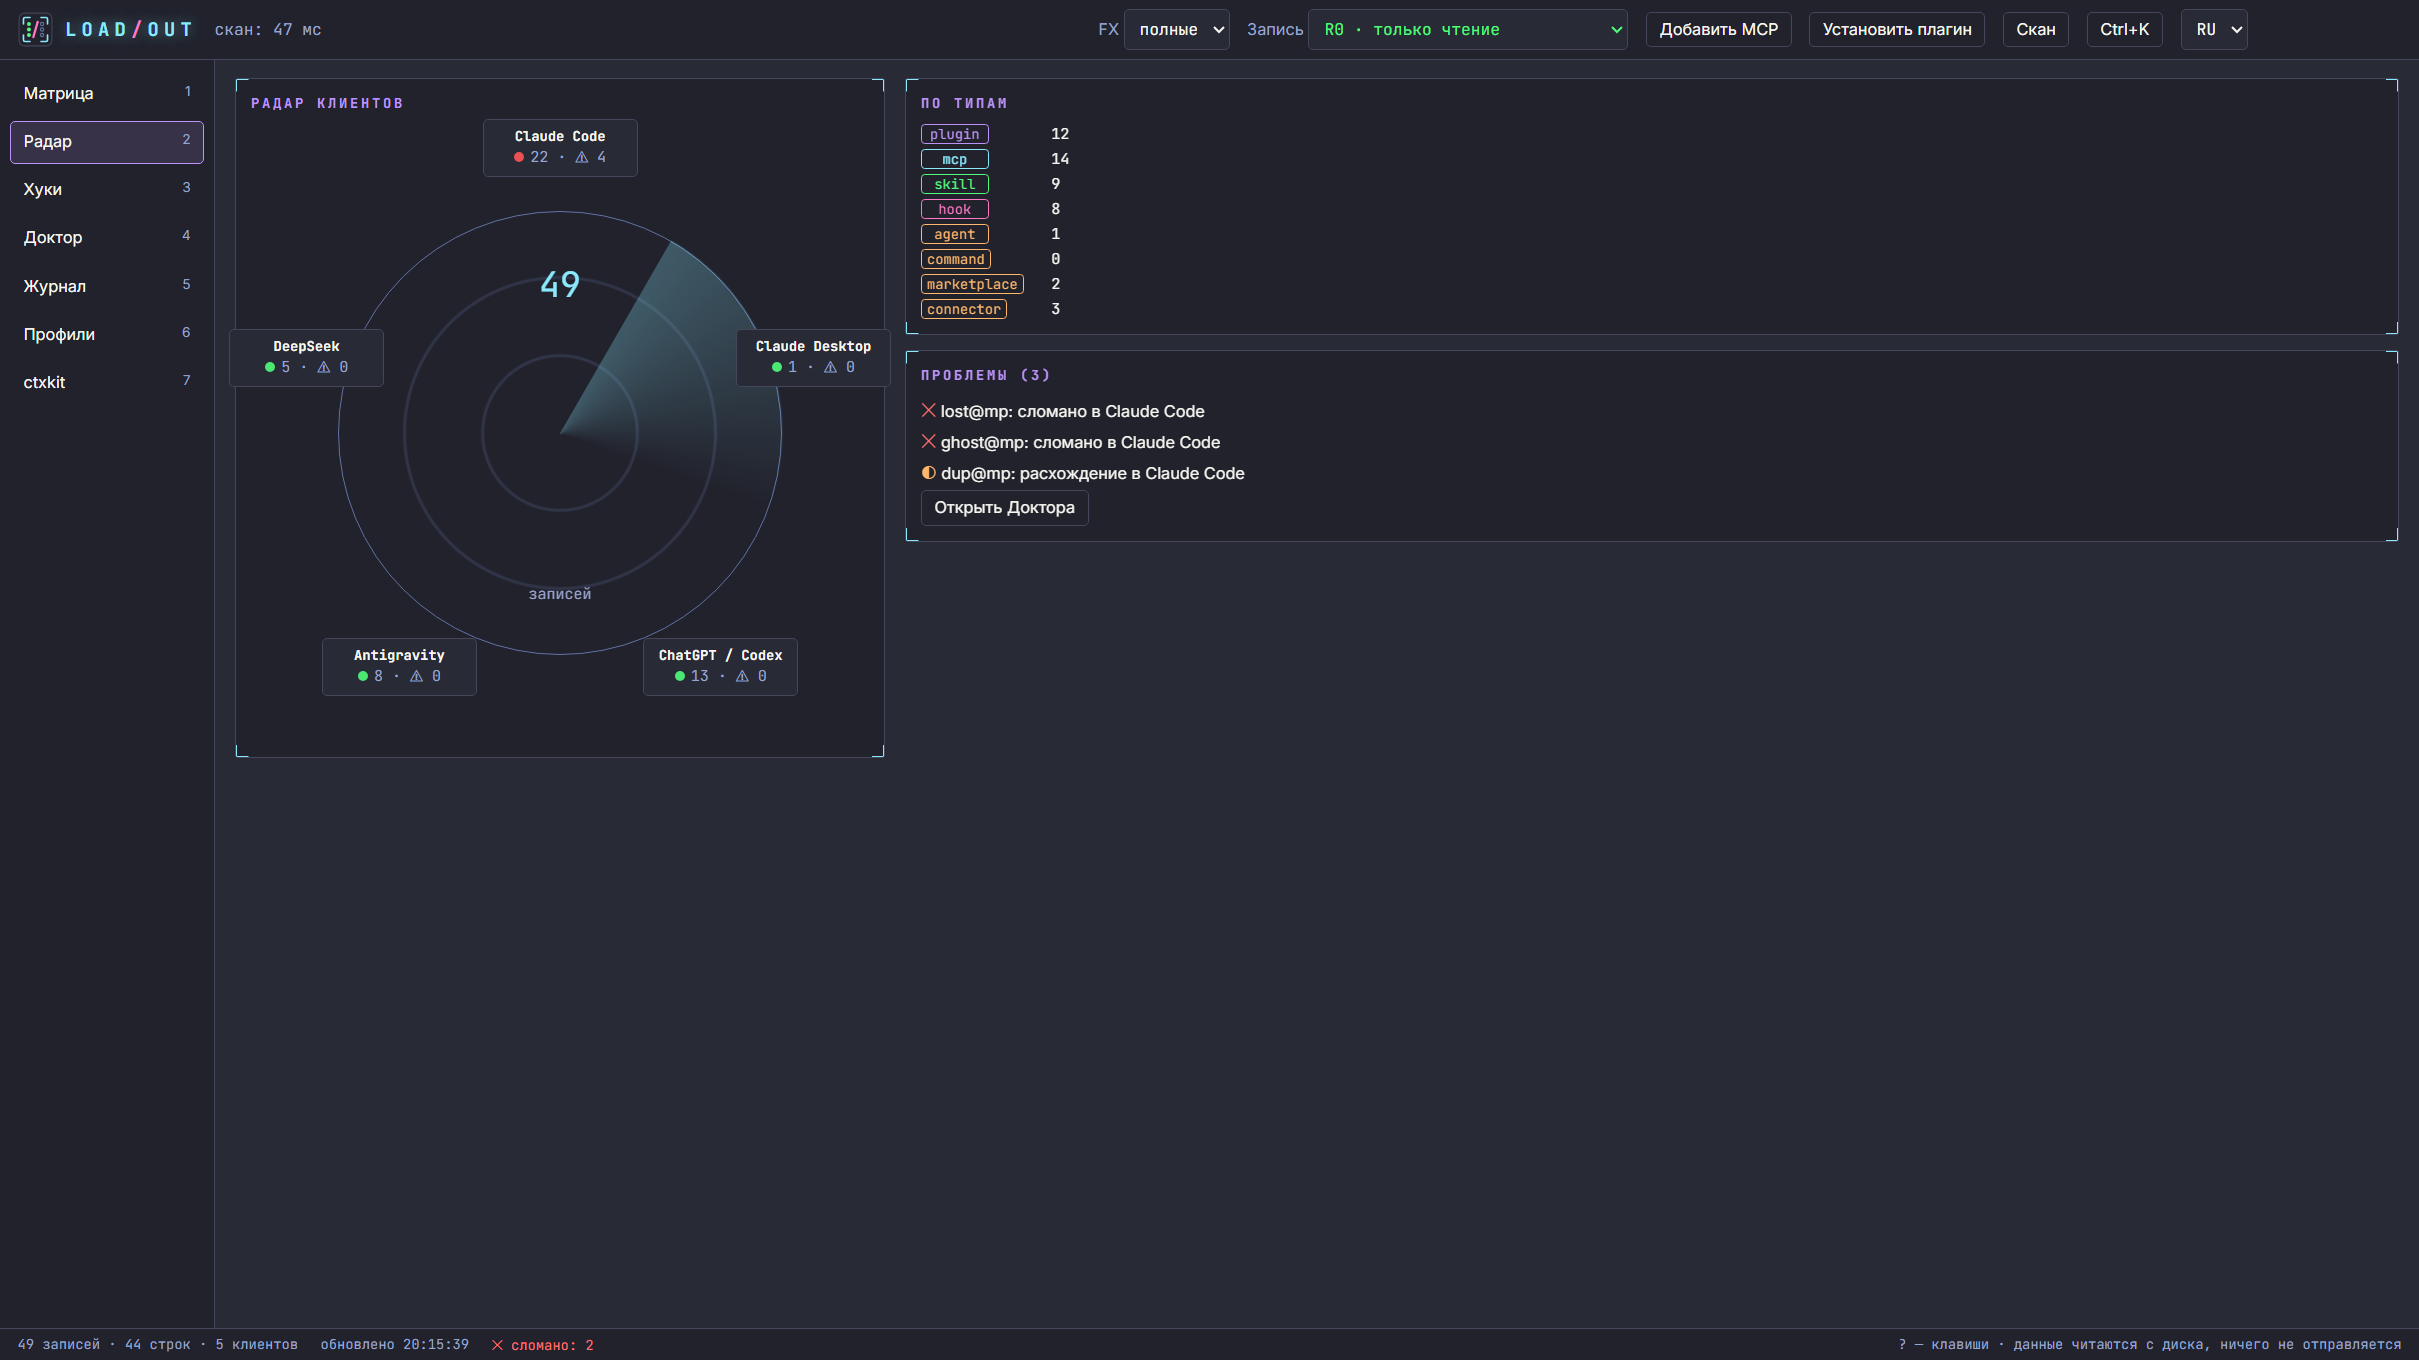 LOAD/OUT скан: 47 мс FX полные Запись R0 · только чтение Добавить MCP Установить плагин Скан Ctrl+K RU
Матрица 1
Радар 2
Хуки 3
Доктор 4
Журнал 5
Профили 6
ctxkit 7
РАДАР КЛИЕНТОВ
Claude Code
22 · ⚠ 4
49
DeepSeek
5 · ⚠ 0
Claude Desktop
1 · ⚠ 0
записей
Antigravity
8 · ⚠ 0
ChatGPT / Codex
13 · ⚠ 0
ПО ТИПАМ
plugin 12
mcp 14
skill 9
hook 8
agent 1
command 0
marketplace 2
connector 3
ПРОБЛЕМЫ (3)
lost@mp: сломано в Claude Code
ghost@mp: сломано в Claude Code
dup@mp: расхождение в Claude Code
Открыть Доктора
49 записей · 44 строк · 5 клиентов обновлено 20:15:39 сломано: 2 ? — клавиши · данные читаются с диска, ничего не отправляется